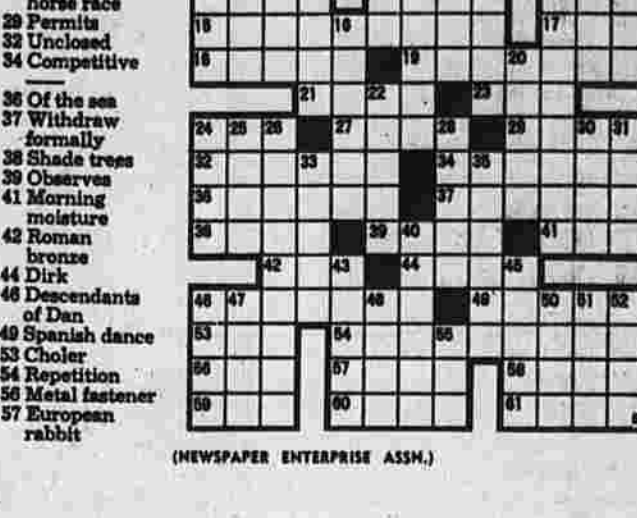 horse race
29 Permits
32 Unclosed
34 Competitive
36 Of the sea
37 Withdraw
formally
38 Shade trees
39 Observes
41 Morning
moisture
42 Roman
bronze
44 Dirk
46 Descendants
of Dan
49 Spanish dance
53 Choler
54 Repetition
56 Metal fastener
57 European
rabbit
15 16 17
18 19 20
21 22 23
24 25 26 27 28 29 30 31
32 33 34 35
36 37
38 39 40 41
42 43 44 45
46 47 48 49 50 51 52
53 54 55
56 57 58
59 60 61
(NEWSPAPER ENTERPRISE ASSN.)